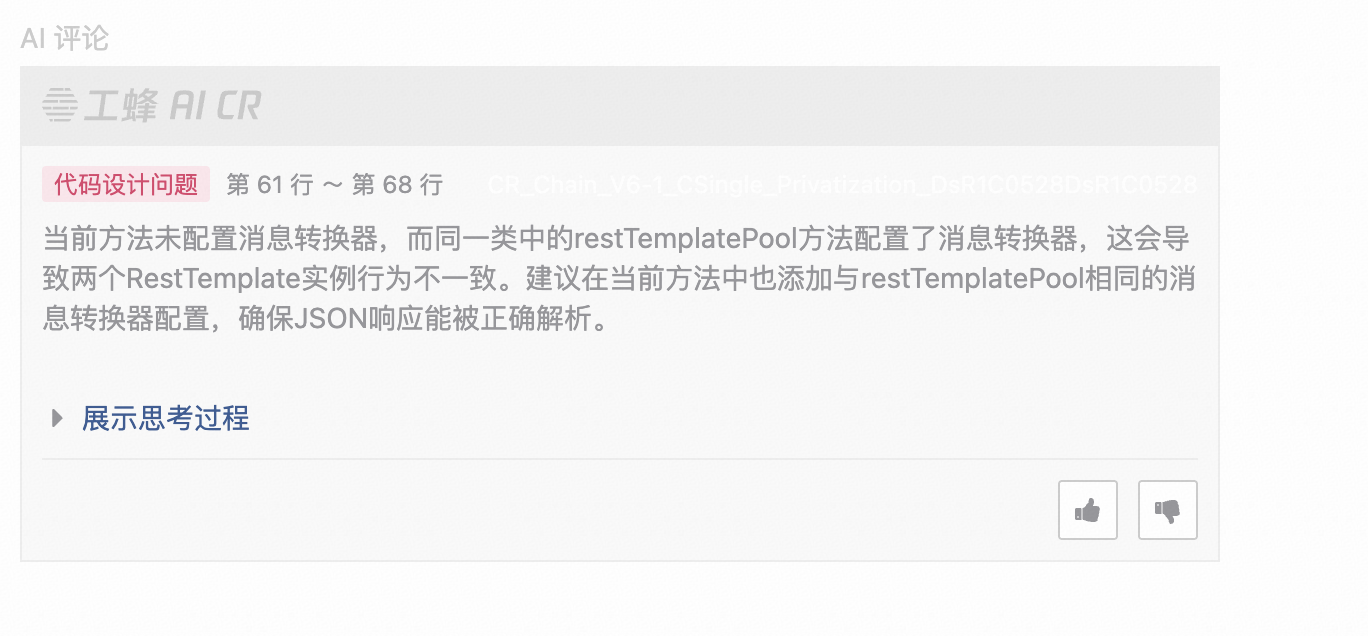 AI 评论
工蜂 AI CR
代码设计问题 第 61 行 ～ 第 68 行 CR_Chain_V6-1_CSingle_Privatization_DsR1C0528DsR1C0528
当前方法未配置消息转换器，而同一类中的restTemplatePool方法配置了消息转换器，这会导
致两个RestTemplate实例行为不一致。建议在当前方法中也添加与restTemplatePool相同的消
息转换器配置，确保JSON响应能被正确解析。
展示思考过程